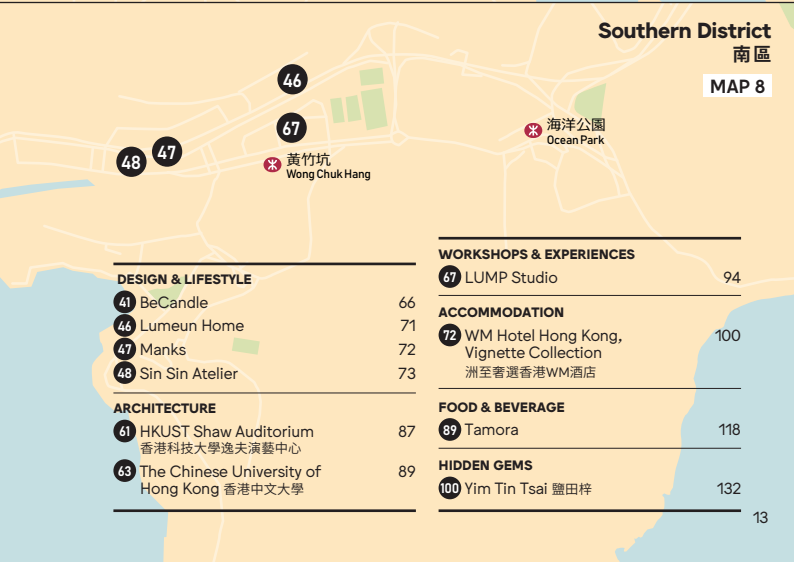 Southern District
南區
MAP 8
46
67
47
48
黃竹坑
Wong Chuk Hang
海洋公園
Ocean Park
DESIGN & LIFESTYLE
41 BeCandle 66
46 Lumeun Home 71
47 Manks 72
48 Sin Sin Atelier 73
ARCHITECTURE
61 HKUST Shaw Auditorium 87
香港科技大學逸夫演藝中心
63 The Chinese University of 89
Hong Kong 香港中文大學
WORKSHOPS & EXPERIENCES
67 LUMP Studio 94
ACCOMMODATION
72 WM Hotel Hong Kong, 100
Vignette Collection
洲至奢選香港WM酒店
FOOD & BEVERAGE
89 Tamora 118
HIDDEN GEMS
100 Yim Tin Tsai 鹽田梓 132
13